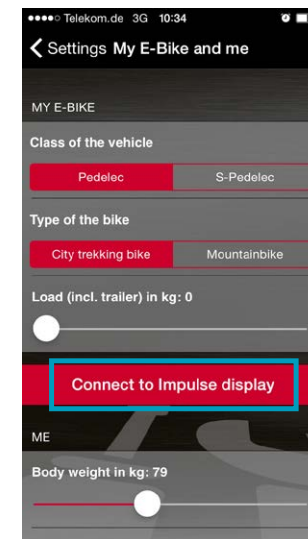 Telekom.de 3G 10:34
Settings My E-Bike and me
MY E-BIKE
Class of the vehicle
Pedelec S-Pedelec
Type of the bike
City trekking bike Mountainbike
Load (incl. trailer) in kg: 0
Connect to Impulse display
ME
Body weight in kg: 79